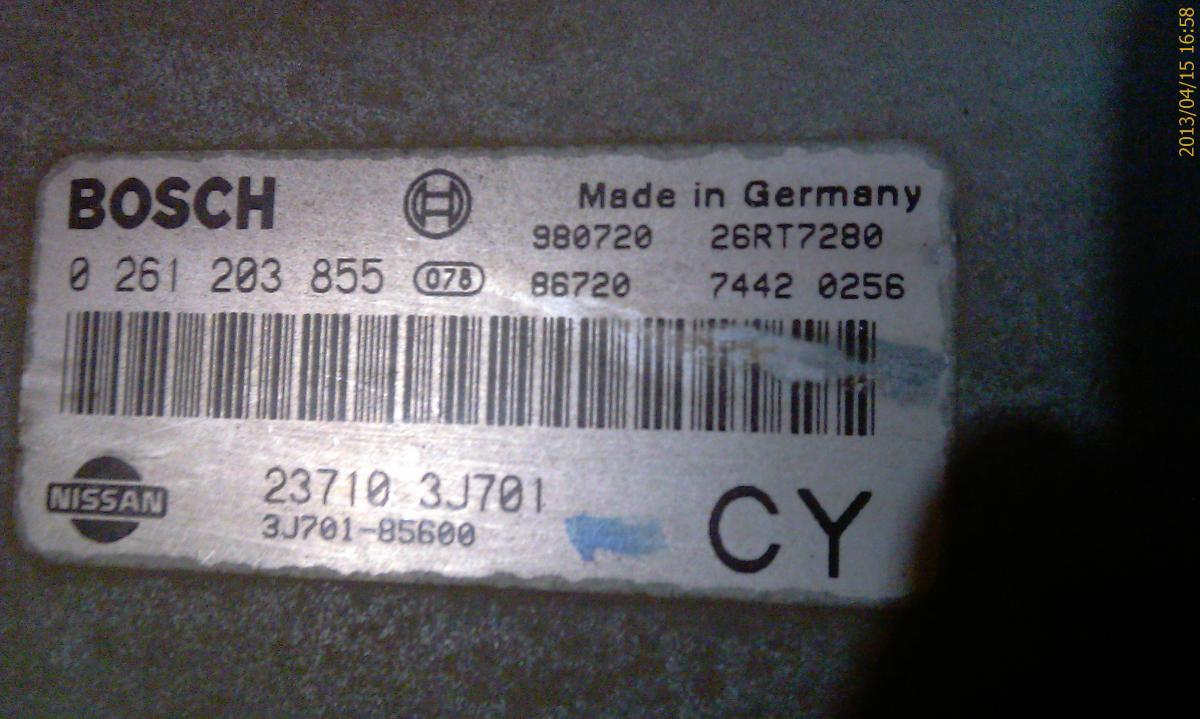 BOSCH
Made in Germany
980720 26RT7280
0 261 203 855 078 86720 7442 0256
NISSAN
23710 3J701
3J701-85600
CY
2013/04/15 16:58